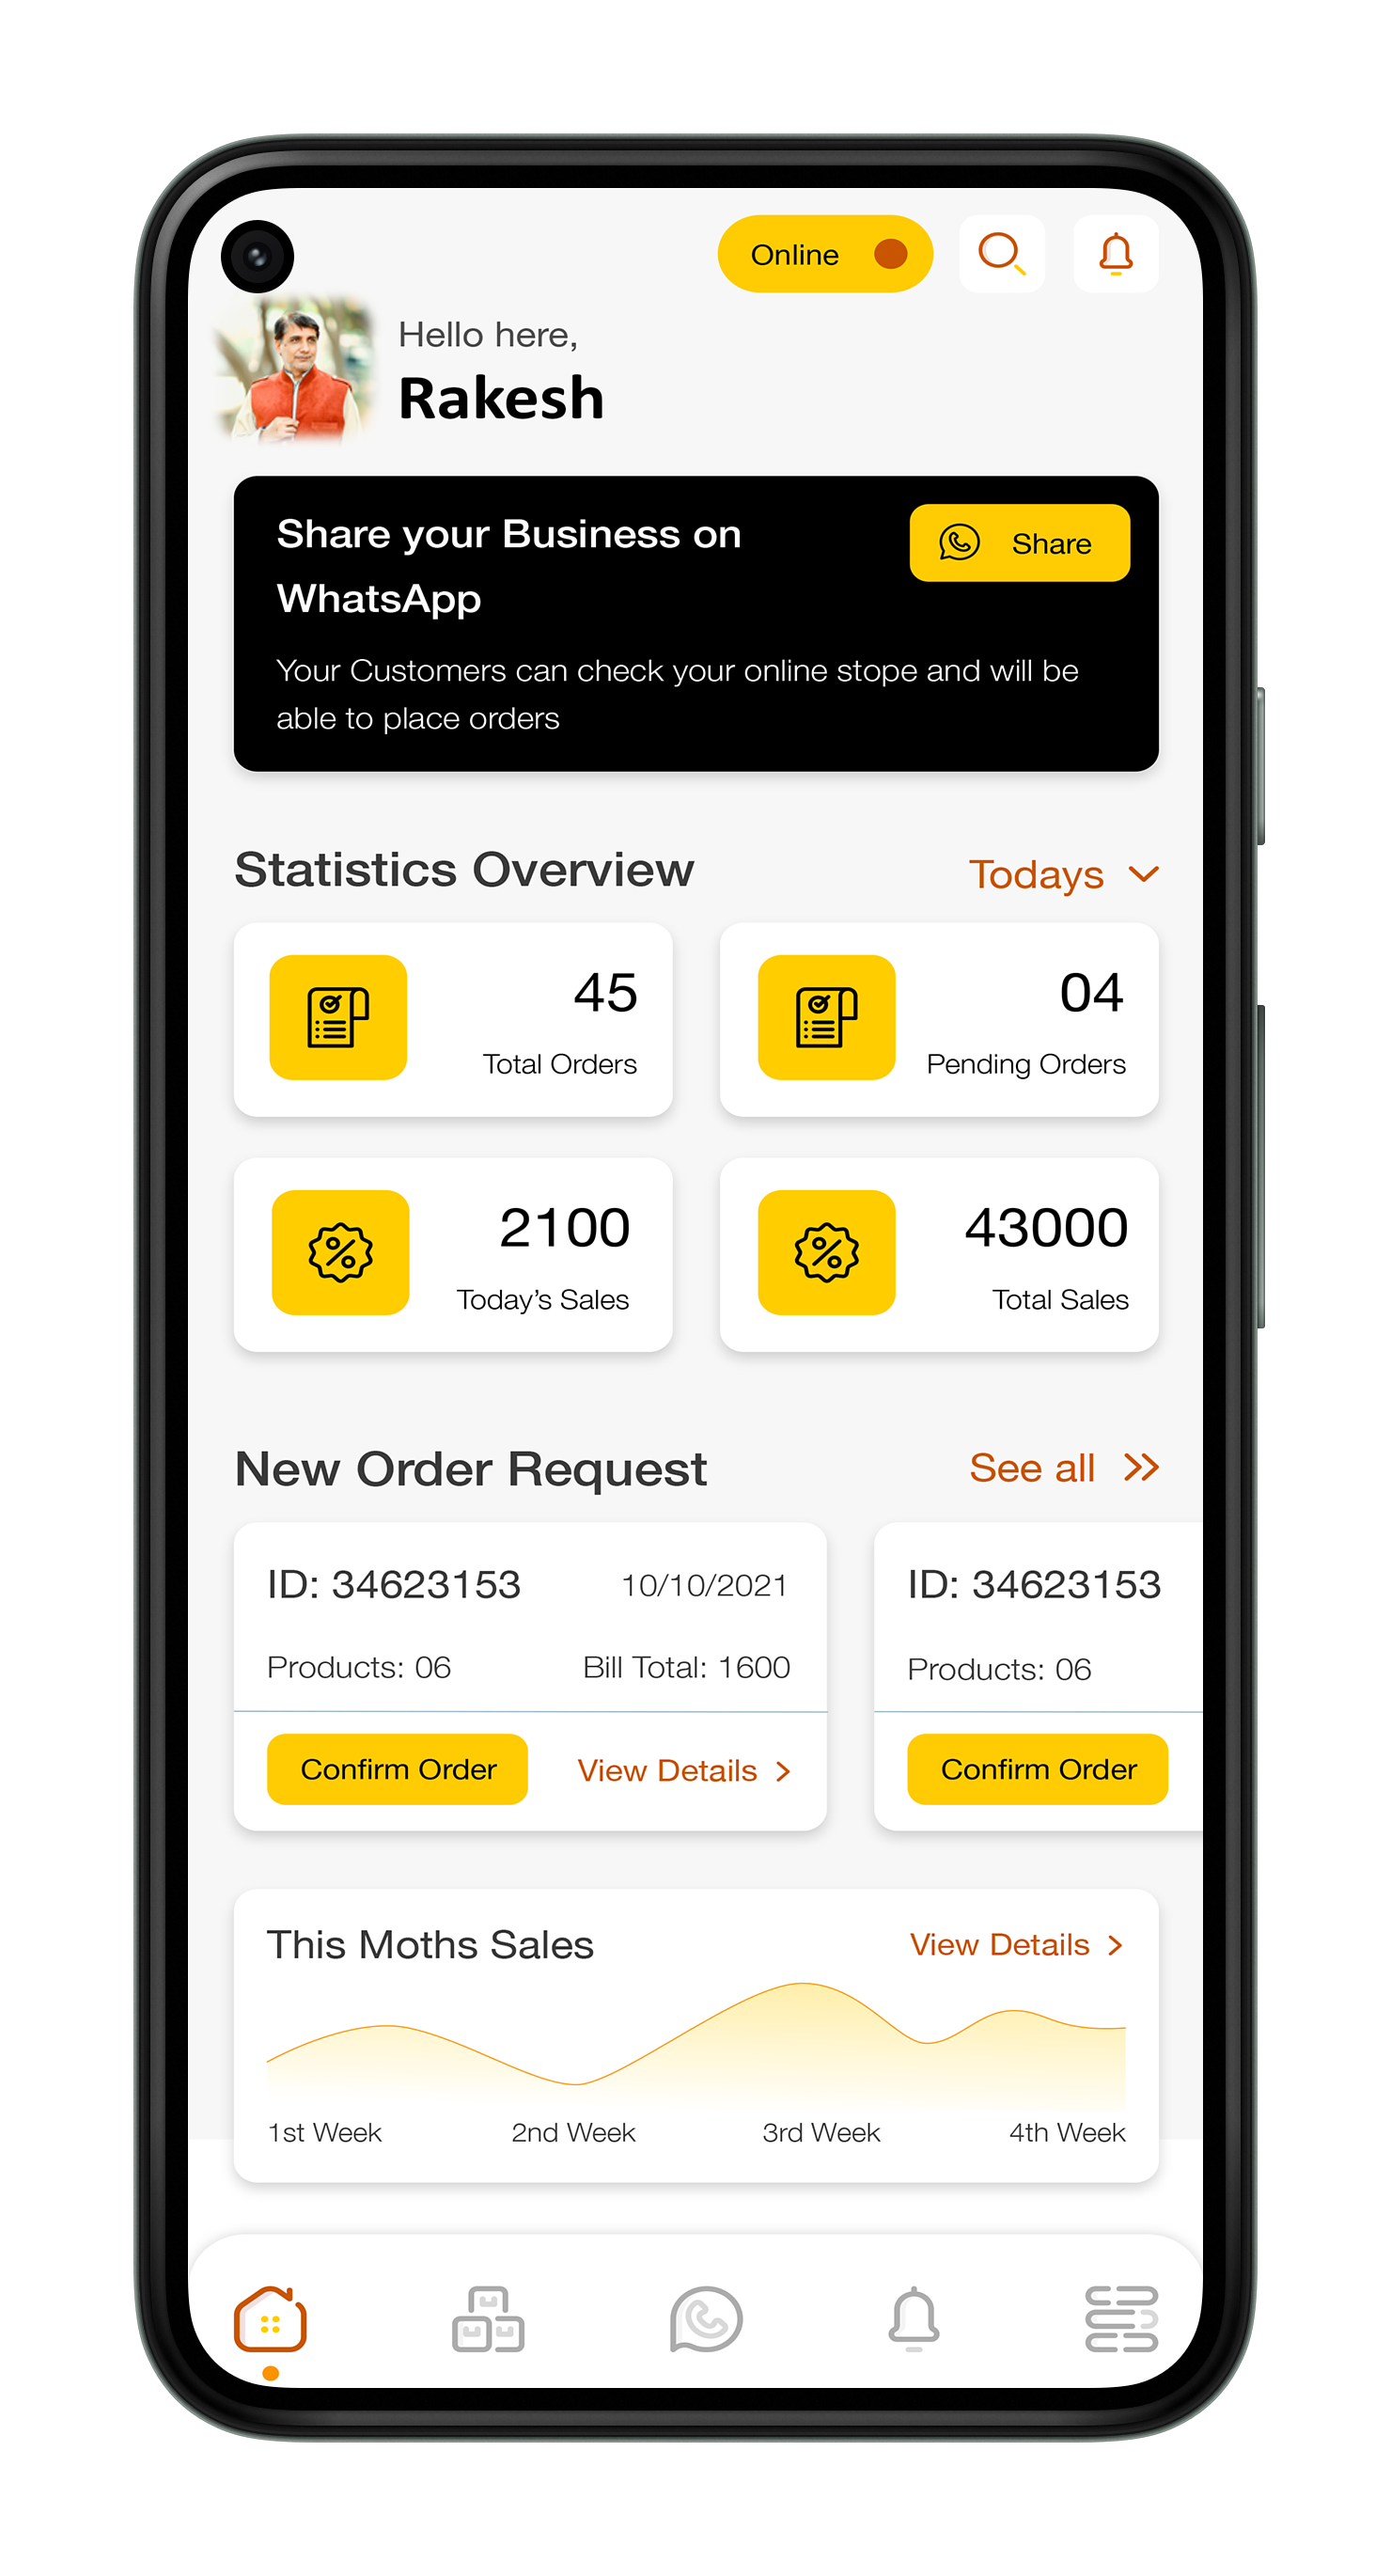 Online
Hello here,
Rakesh
Share your Business on
WhatsApp
Share
Your Customers can check your online stope and will be
able to place orders
Statistics Overview
Todays
45
Total Orders
04
Pending Orders
2100
Today’s Sales
43000
Total Sales
New Order Request
See all
ID: 34623153
10/10/2021
Products: 06
Bill Total: 1600
Confirm Order
View Details
ID: 34623153
Products: 06
Confirm Order
This Moths Sales
View Details
1st Week
2nd Week
3rd Week
4th Week